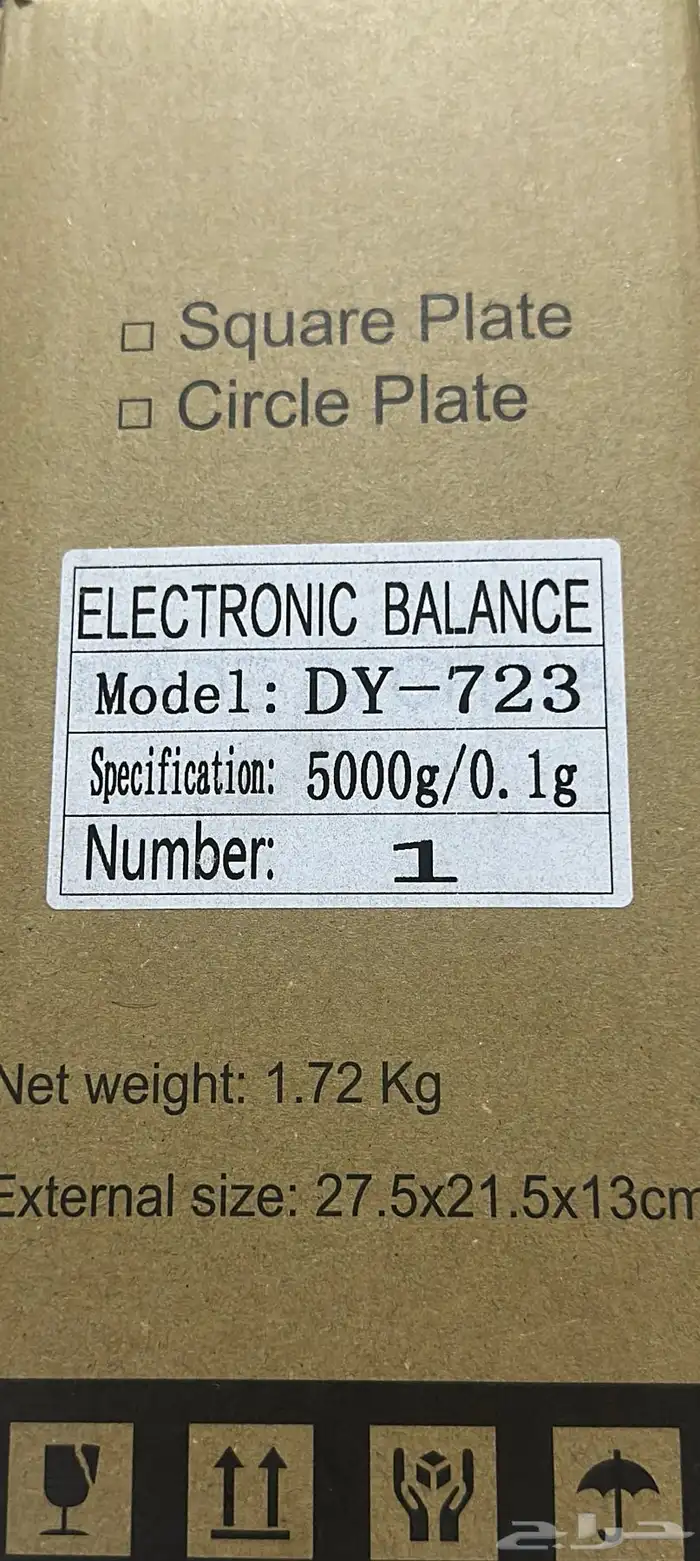 Square Plate
Circle Plate
ELECTRONIC BALANCE
Model: DY-723
Specification: 5000g/0.1g
Number: 1
Net weight: 1.72 Kg
External size: 27.5x21.5x13cm
حراج